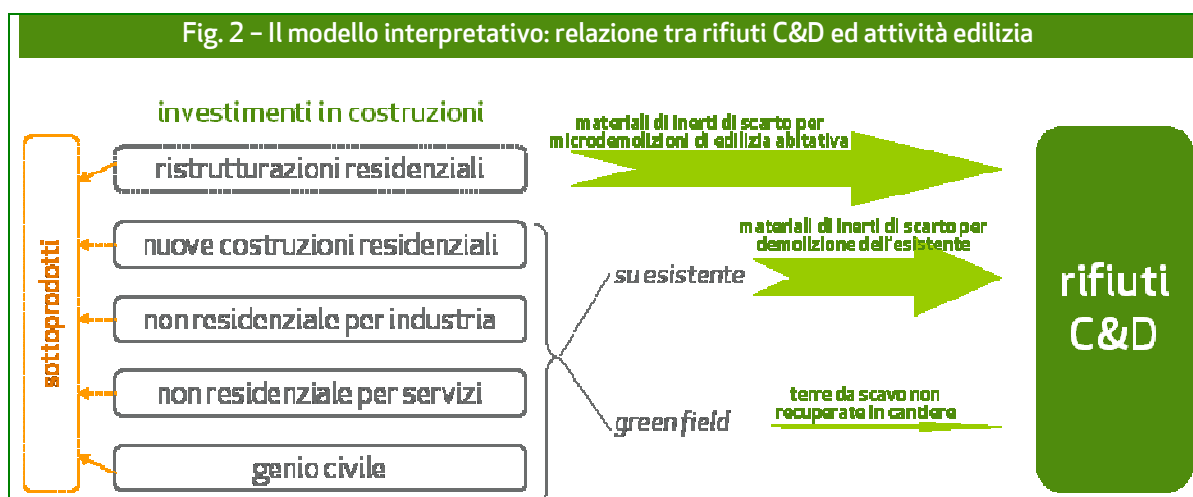 Fig. 2 – Il modello interpretativo: relazione tra rifiuti C&D ed attività edilizia
investimenti in costruzioni
sottoprodotti
ristrutturazioni residenziali
nuove costruzioni residenziali
non residenziale per industria
non residenziale per servizi
genio civile
materiali di inerti di scarto per
microdemolizioni di edilizia abitativa
su esistente
materiali di inerti di scarto per
demolizione dell'esistente
green field
terre da scavo non
recuperate in cantiere
rifiuti
C&D